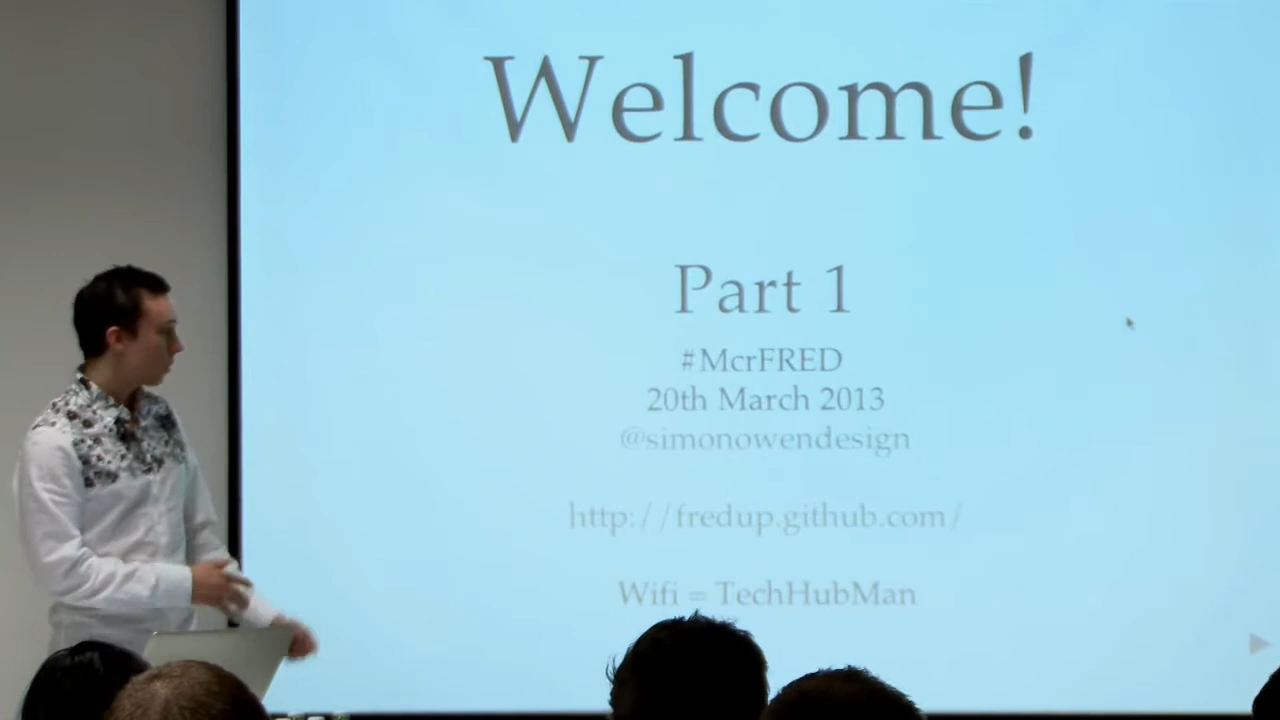 Welcome!
Part 1
#McrFRED
20th March 2013
@simonowendesign
http://fredup.github.com/
Wifi = TechHubMan